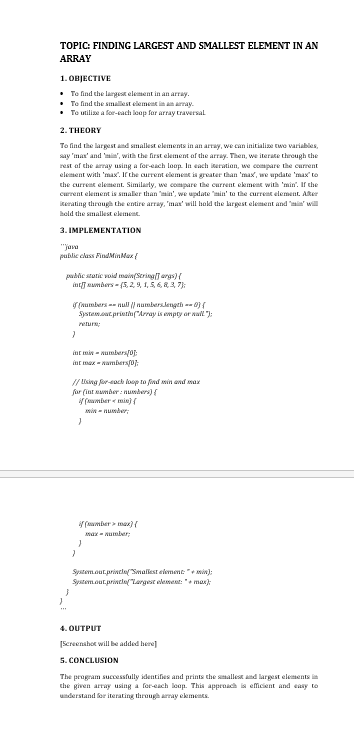 TOPIC: FINDING LARGEST AND SMALLEST ELEMENT IN AN
ARRAY
1. OBJECTIVE
• To find the largest element in an array.
• To find the smallest element in an array.
• To utilize a for-each loop for array traversal.
2. THEORY
To find the largest and smallest elements in an array, we can initialize two variables,
say 'max' and 'min', with the first element of the array. Then, we iterate through the
rest of the array using a for-each loop. In each iteration, we compare the current
element with 'max'. If the current element is greater than 'max', we update 'max' to
the current element. Similarly, we compare the current element with 'min'. If the
current element is smaller than 'min', we update 'min' to the current element. After
iterating through the entire array, 'max' will hold the largest element and 'min' will
hold the smallest element.
3. IMPLEMENTATION
```java
public class FindMinMax {
public static void main(String[] args) {
int[] numbers = {5, 2, 9, 1, 5, 6, 8, 3, 7};
if (numbers == null || numbers.length == 0) {
System.out.println("Array is empty or null.");
return;
}
int min = numbers[0];
int max = numbers[0];
// Using for-each loop to find min and max
for (int number : numbers) {
if (number < min) {
min = number;
}
if (number > max) {
max = number;
}
}
System.out.println("Smallest element: " + min);
System.out.println("Largest element: " + max);
}
}
```
4. OUTPUT
[Screenshot will be added here]
5. CONCLUSION
The program successfully identifies and prints the smallest and largest elements in
the given array using a for-each loop. This approach is efficient and easy to
understand for iterating through array elements.